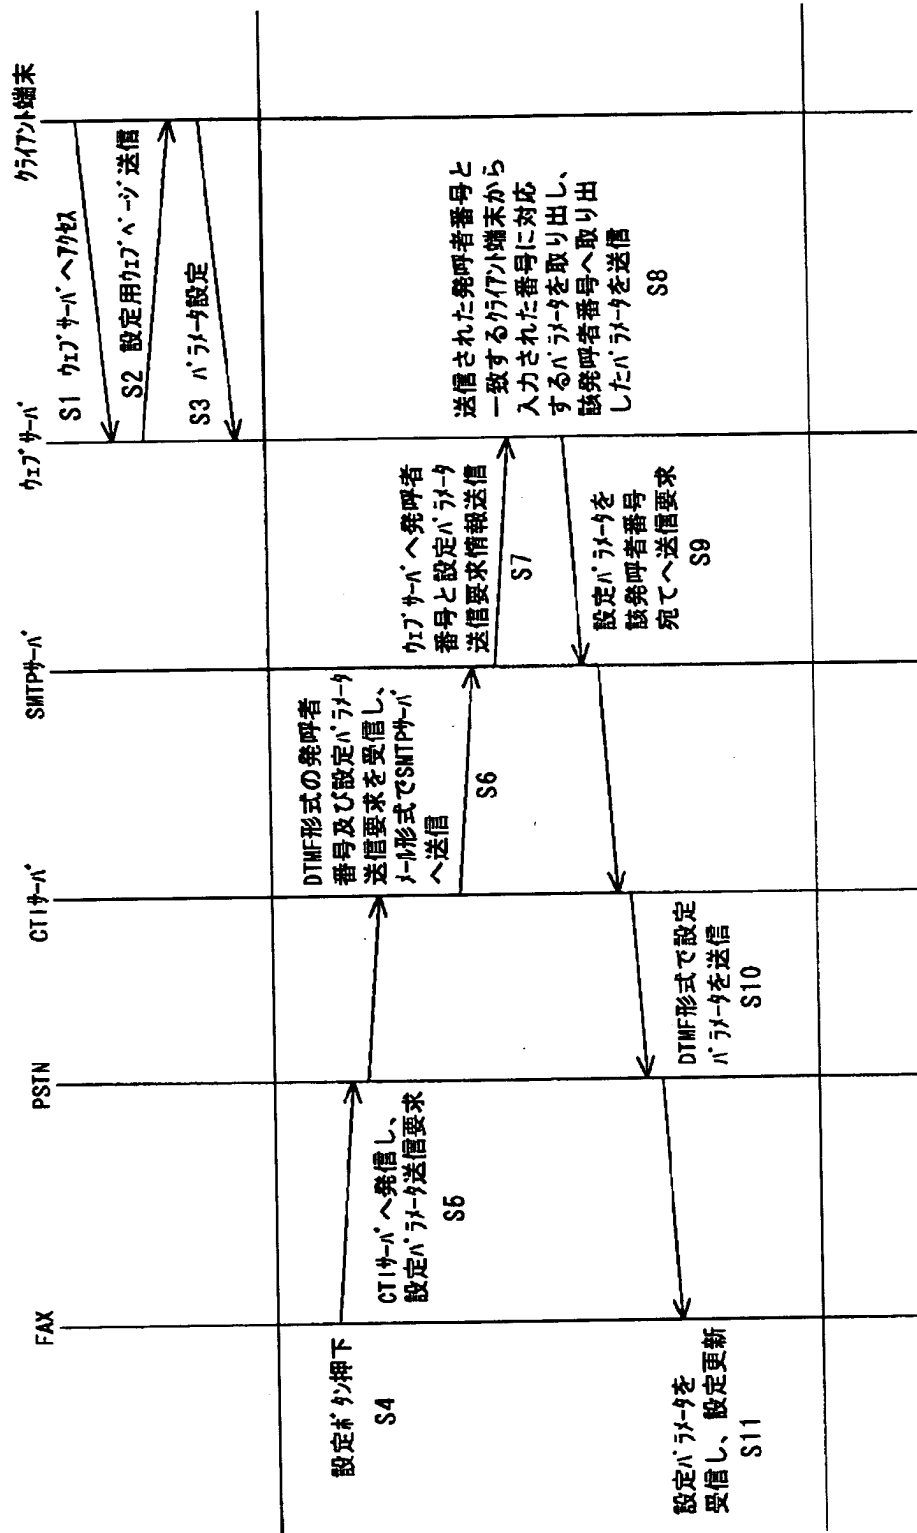 FAX
PSTN
CTIサーバ
SMTPサーバ
ウェブサーバ
クライアント端末
S1 ウェブサーバへアクセス
S2 設定用ウェブページ送信
S3 パラメータ設定
設定ボタン押下
S4
CTIサーバへ発信し、
設定パラメータ送信要求
S5
DTMF形式の発呼者
番号及び設定パラメータ
送信要求を受信し、
メール形式でSMTPサーバ
へ送信
S6
ウェブサーバへ発呼者
番号と設定パラメータ
送信要求情報送信
S7
送信された発呼者番号と
一致するクライアント端末から
入力された番号に対応
するパラメータを取り出し、
該発呼者番号へ取り出
したパラメータを送信
S8
設定パラメータを
該発呼者番号
宛てへ送信要求
S9
DTMF形式で設定
パラメータを送信
S10
設定パラメータを
受信し、設定更新
S11